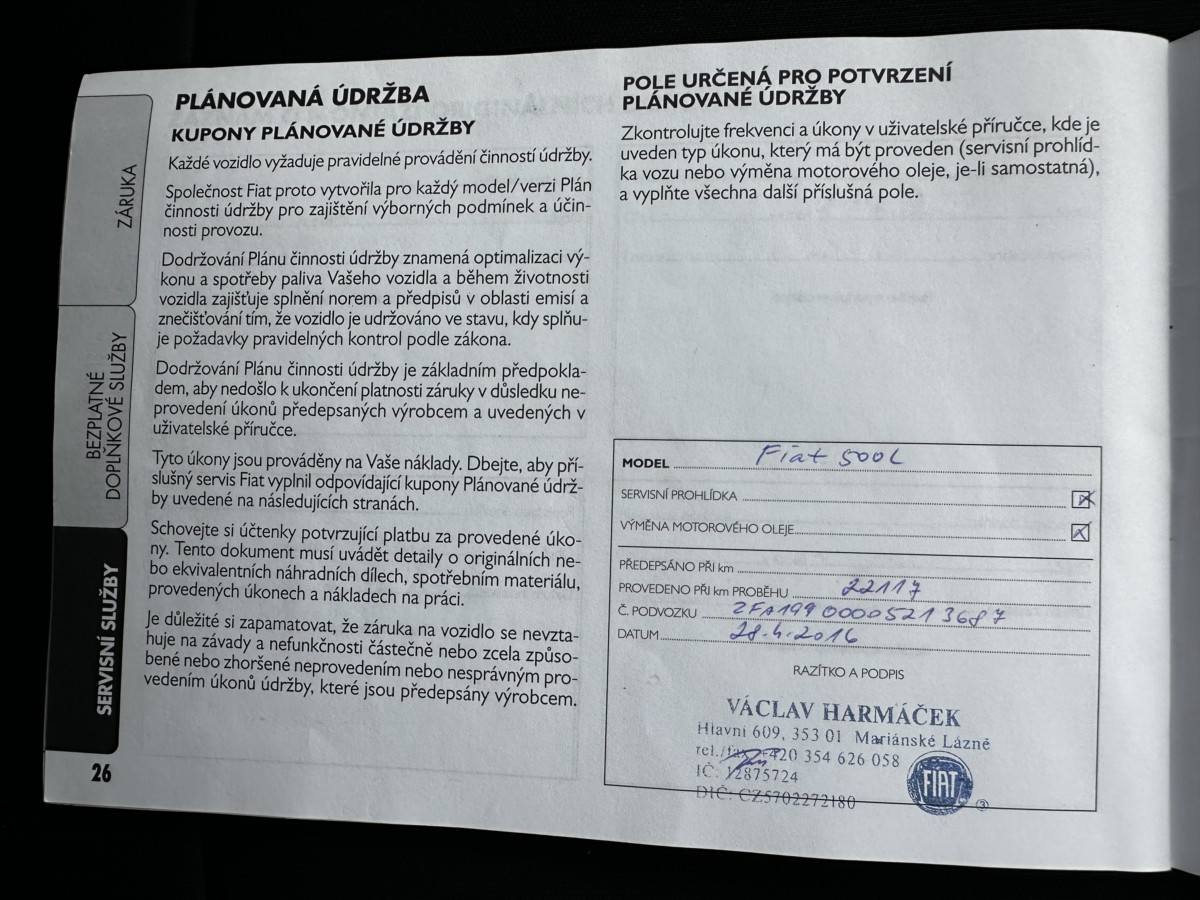 ZÁRUKA
BEZPLATNÉ
DOPLŇKOVÉ SLUŽBY
SERVISNÍ SLUŽBY
26
PLÁNOVANÁ ÚDRŽBA
KUPONY PLÁNOVANÉ ÚDRŽBY
Každé vozidlo vyžaduje pravidelné provádění činností údržby.
Společnost Fiat proto vytvořila pro každý model/verzi Plán
činnosti údržby pro zajištění výborných podmínek a účin-
nosti provozu.
Dodržování Plánu činnosti údržby znamená optimalizaci vý-
konu a spotřeby paliva Vašeho vozidla a během životnosti
vozidla zajišťuje splnění norem a předpisů v oblasti emisí a
znečišťování tím, že vozidlo je udržováno ve stavu, kdy splňu-
je požadavky pravidelných kontrol podle zákona.
Dodržování Plánu činnosti údržby je základním předpokla-
dem, aby nedošlo k ukončení platnosti záruky v důsledku ne-
provedení úkonů předepsaných výrobcem a uvedených v
uživatelské příručce.
Tyto úkony jsou prováděny na Vaše náklady. Dbejte, aby pří-
slušný servis Fiat vyplnil odpovídající kupony Plánované údrž-
by uvedené na následujících stranách.
Schovejte si účtenky potvrzující platbu za provedené úko-
ny. Tento dokument musí uvádět detaily o originálních ne-
bo ekvivalentních náhradních dílech, spotřebním materiálu,
provedených úkonech a nákladech na práci.
Je důležité si zapamatovat, že záruka na vozidlo se nevzta-
huje na závady a nefunkčnosti částečně nebo zcela způso-
bené nebo zhoršené neprovedením nebo nesprávným pro-
vedením úkonů údržby, které jsou předepsány výrobcem.
POLE URČENÁ PRO POTVRZENÍ
PLÁNOVANÉ ÚDRŽBY
Zkontrolujte frekvenci a úkony v uživatelské příručce, kde je
uveden typ úkonu, který má být proveden (servisní prohlíd-
ka vozu nebo výměna motorového oleje, je-li samostatná),
a vyplňte všechna další příslušná pole.
MODEL Fiat 500L
SERVISNÍ PROHLÍDKA
VÝMĚNA MOTOROVÉHO OLEJE
PŘEDEPSÁNO PŘI km
PROVEDENO PŘI km PROBĚHU 22117
Č. PODVOZKU ZFA19900005213687
DATUM 28.4.2016
RAZÍTKO A PODPIS
VÁCLAV HARMÁČEK
Hlavní 609, 353 01 Mariánské Lázně
tel./fax +420 354 626 058
IČ: 12875724
DIČ: CZ5702272180
FIAT
3